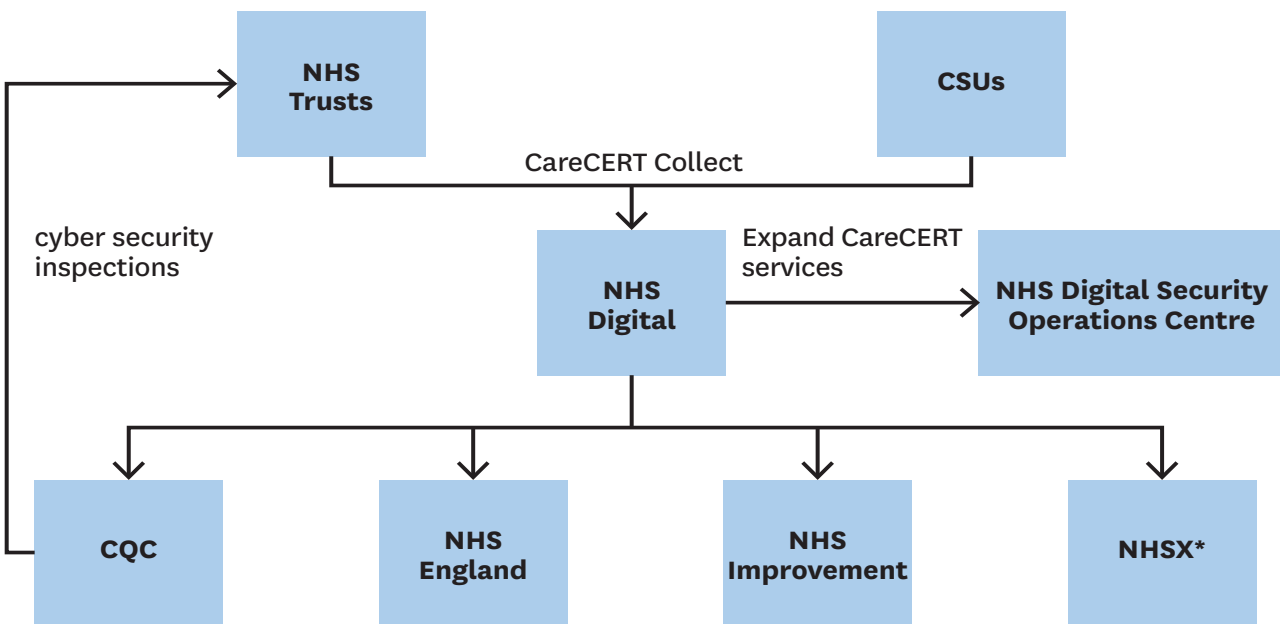 NHS
Trusts
CSUs
CareCERT Collect
cyber security
inspections
Expand CareCERT
services
NHS
Digital
NHS Digital Security
Operations Centre
CQC
NHS
England
NHS
Improvement
NHSX*